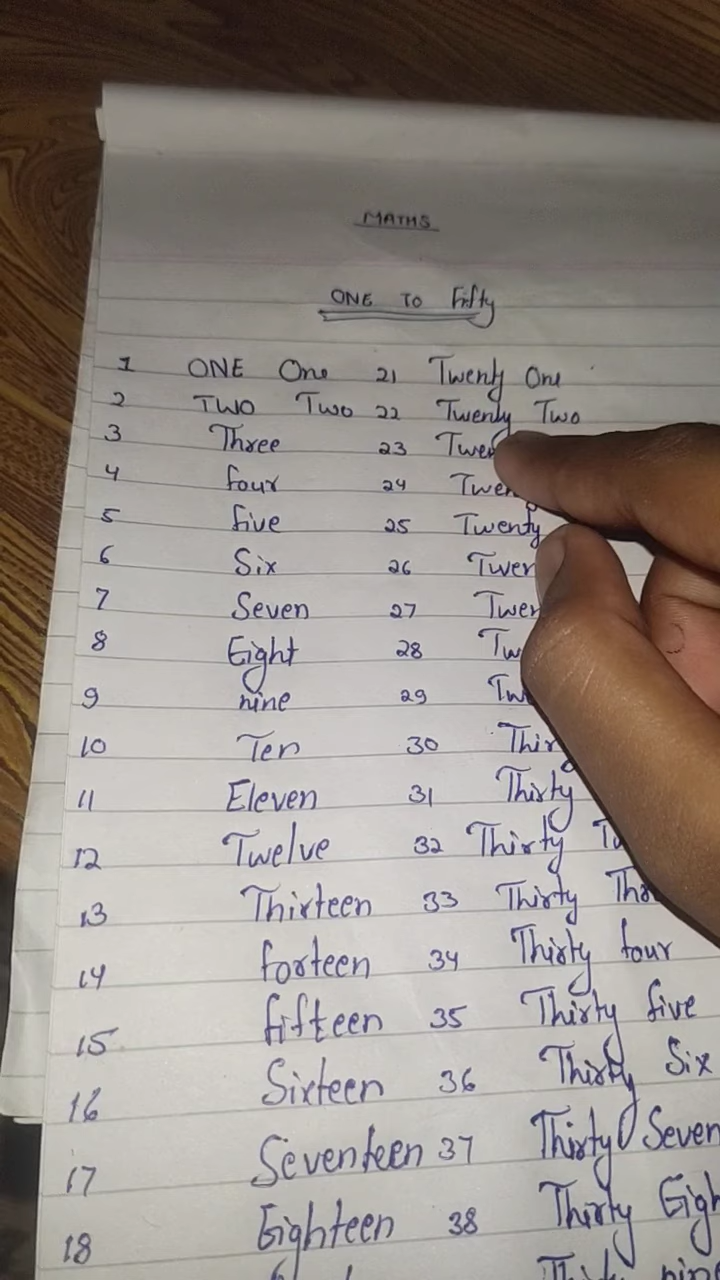 MATHS
ONE TO Fifty
1 ONE One 21 Twenty One
2 TWO Two 22 Twenty Two
3 Three 23
4 four 24
5 five 25 Twenty
6 Six 26
7 Seven 27
8 Eight 28
9 nine 29
10 Ten 30
11 Eleven 31 Thirty
12 Twelve 32 Thirty
13 Thirteen 33 Thirty
14 forteen 34 Thirty four
15 fifteen 35 Thirty five
16 Sixteen 36 Thirty Six
17 Seventeen 37 Thirty Seven
18 Eighteen 38 Thirty